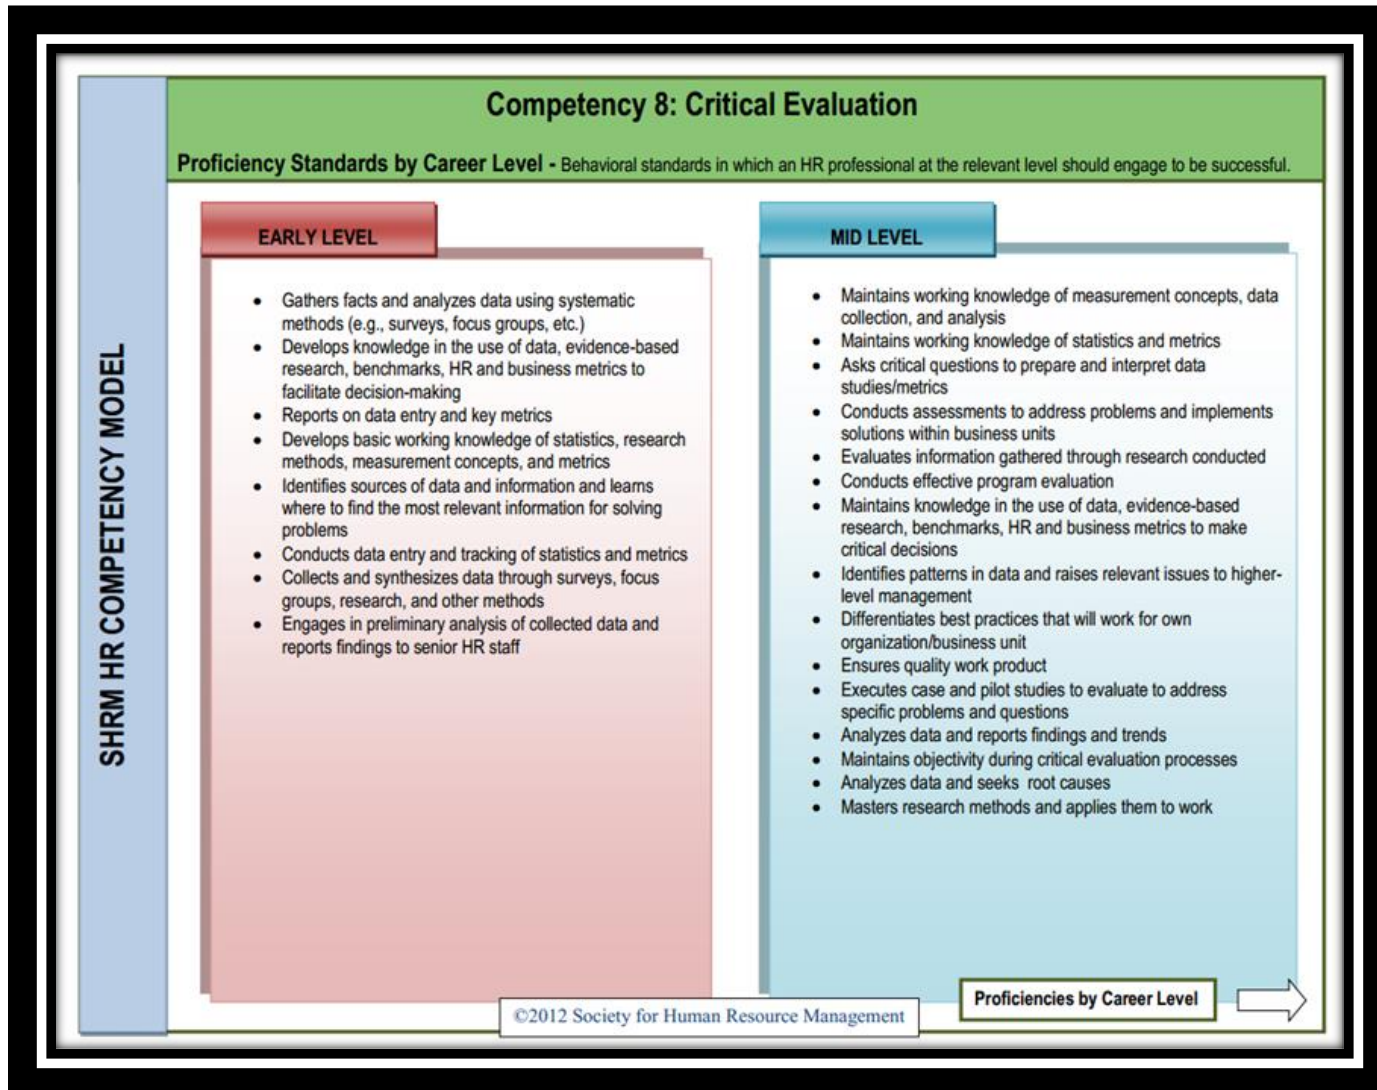 Competency 8: Critical Evaluation
Proficiency Standards by Career Level - Behavioral standards in which an HR professional at the relevant level should engage to be successful.
SHRM HR COMPETENCY MODEL
EARLY LEVEL
• Gathers facts and analyzes data using systematic
methods (e.g., surveys, focus groups, etc.)
• Develops knowledge in the use of data, evidence-based
research, benchmarks, HR and business metrics to
facilitate decision-making
• Reports on data entry and key metrics
• Develops basic working knowledge of statistics, research
methods, measurement concepts, and metrics
• Identifies sources of data and information and learns
where to find the most relevant information for solving
problems
• Conducts data entry and tracking of statistics and metrics
• Collects and synthesizes data through surveys, focus
groups, research, and other methods
• Engages in preliminary analysis of collected data and
reports findings to senior HR staff
MID LEVEL
• Maintains working knowledge of measurement concepts, data
collection, and analysis
• Maintains working knowledge of statistics and metrics
• Asks critical questions to prepare and interpret data
studies/metrics
• Conducts assessments to address problems and implements
solutions within business units
• Evaluates information gathered through research conducted
• Conducts effective program evaluation
• Maintains knowledge in the use of data, evidence-based
research, benchmarks, HR and business metrics to make
critical decisions
• Identifies patterns in data and raises relevant issues to higher-
level management
• Differentiates best practices that will work for own
organization/business unit
• Ensures quality work product
• Executes case and pilot studies to evaluate to address
specific problems and questions
• Analyzes data and reports findings and trends
• Maintains objectivity during critical evaluation processes
• Analyzes data and seeks root causes
• Masters research methods and applies them to work
Proficiencies by Career Level
©2012 Society for Human Resource Management